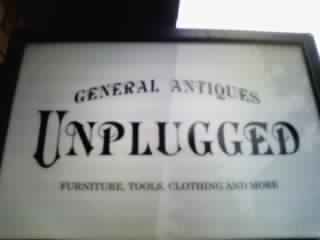 GENERAL ANTIQUES
UNPLUGGED
FURNITURE, TOOLS, CLOTHING AND MORE